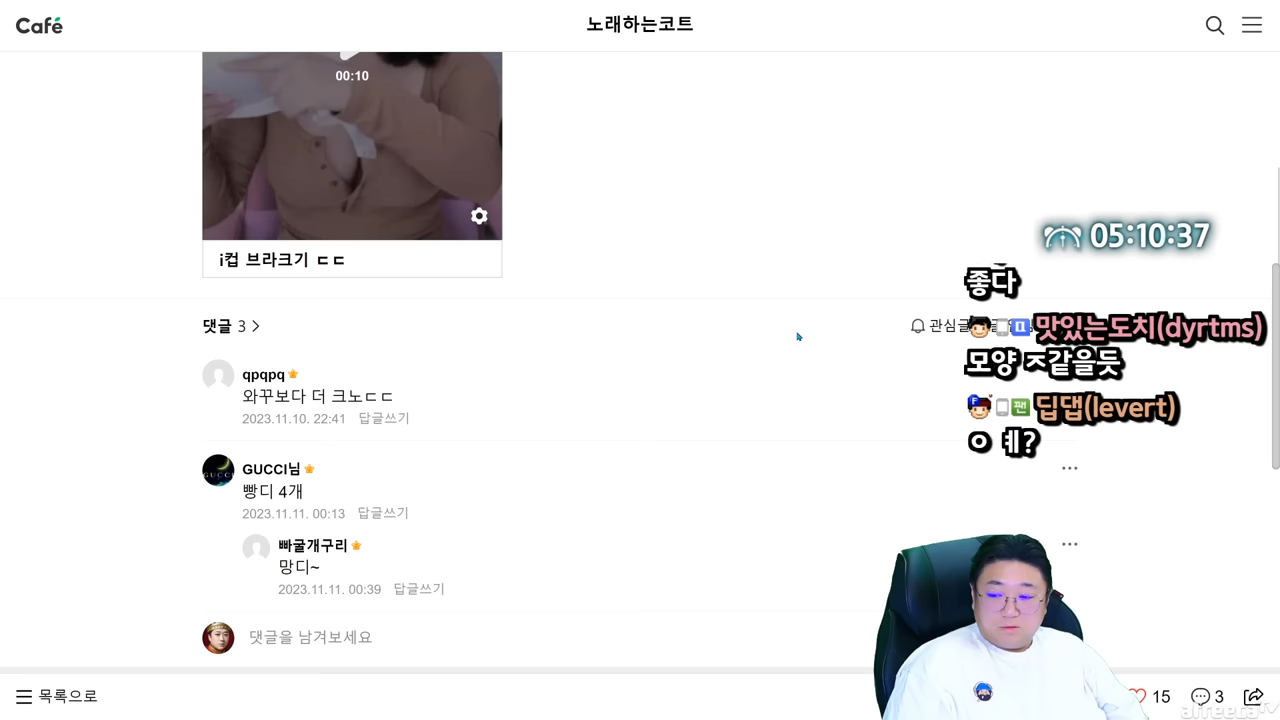 Café
노래하는코트
00:10
i컵 브라크기 ㄷㄷ
05:10:37
좋다
댓글 3
관심글
맛있는도치(dyrtms)
모양 ㅈ같을듯
qpqpq
와꾸보다 더 크노ㄷㄷ
2023.11.10. 22:41 답글쓰기
팬 딥댑(levert)
ㅇ ㅖ?
GUCCI님
빵디 4개
2023.11.11. 00:13 답글쓰기
빠굴개구리
망디~
2023.11.11. 00:39 답글쓰기
댓글을 남겨보세요
목록으로
15
3
afreecaTV